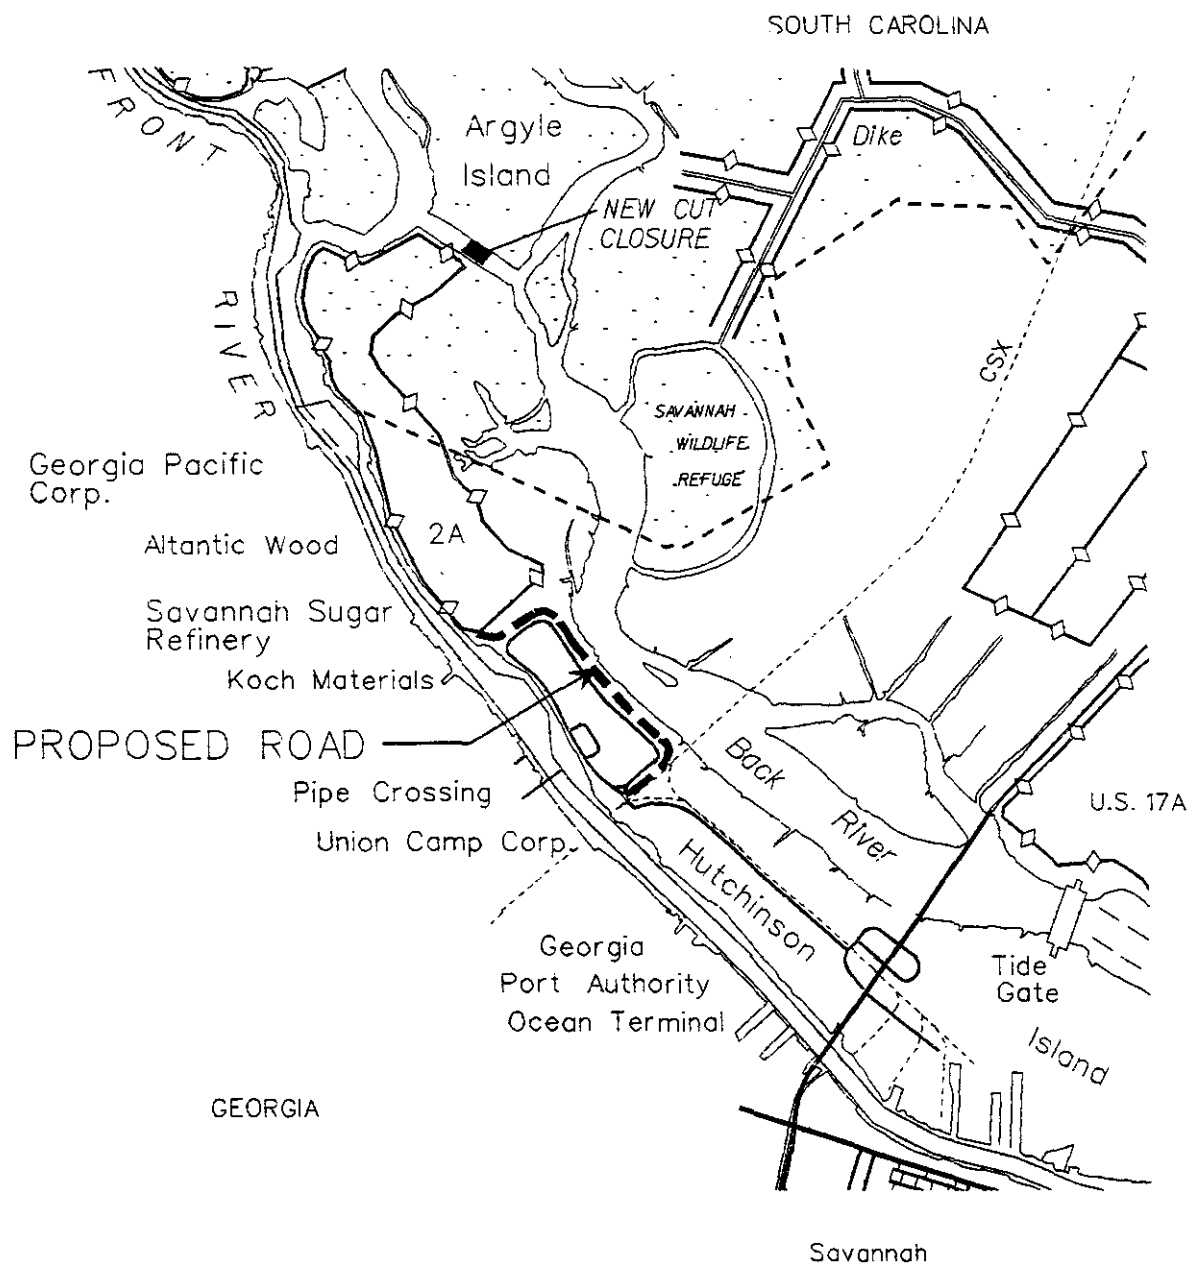 SOUTH CAROLINA
FRONT
RIVER
Argyle
Island
Dike
NEW CUT
CLOSURE
CSX
SAVANNAH
WILDLIFE
REFUGE
Georgia Pacific
Corp.
2A
Altantic Wood
Savannah Sugar
Refinery
Koch Materials
PROPOSED ROAD
Back
River
Pipe Crossing
U.S. 17A
Union Camp Corp.
Hutchinson
Island
Georgia
Port Authority
Ocean Terminal
Tide
Gate
GEORGIA
Savannah